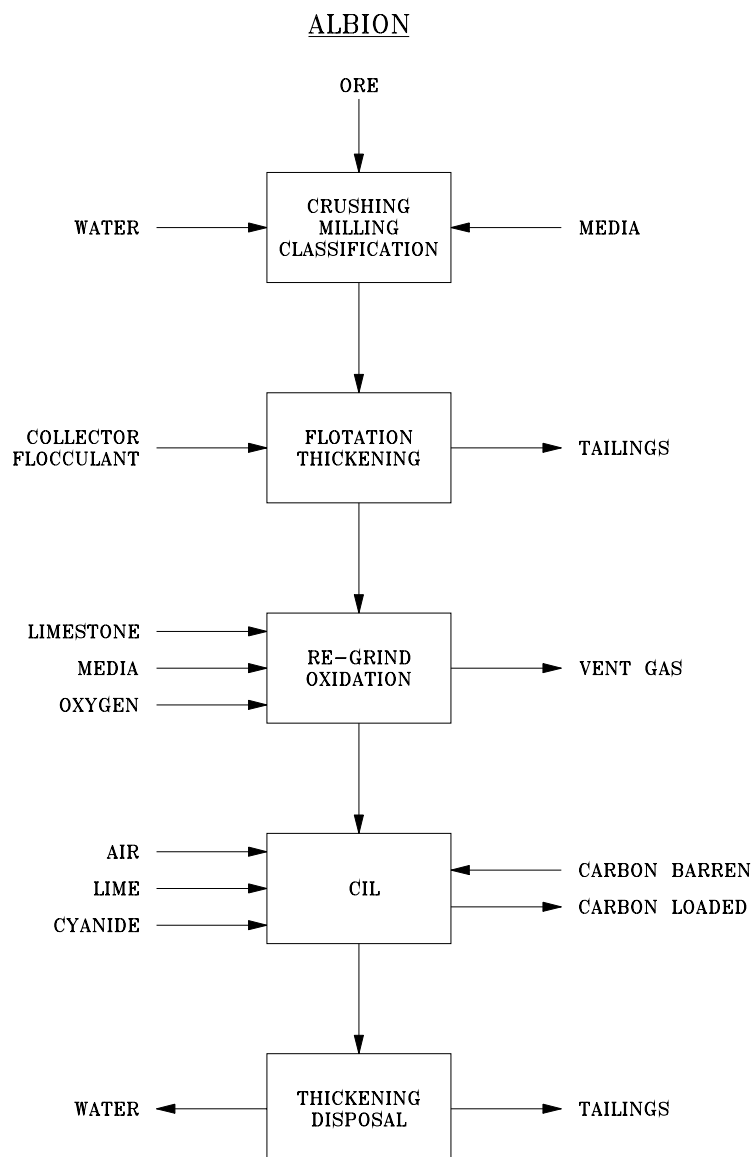 ALBION
ORE
WATER
CRUSHING
MILLING
CLASSIFICATION
MEDIA
COLLECTOR
FLOCCULANT
FLOTATION
THICKENING
TAILINGS
LIMESTONE
MEDIA
OXYGEN
RE-GRIND
OXIDATION
VENT GAS
AIR
LIME
CYANIDE
CIL
CARBON BARREN
CARBON LOADED
WATER
THICKENING
DISPOSAL
TAILINGS